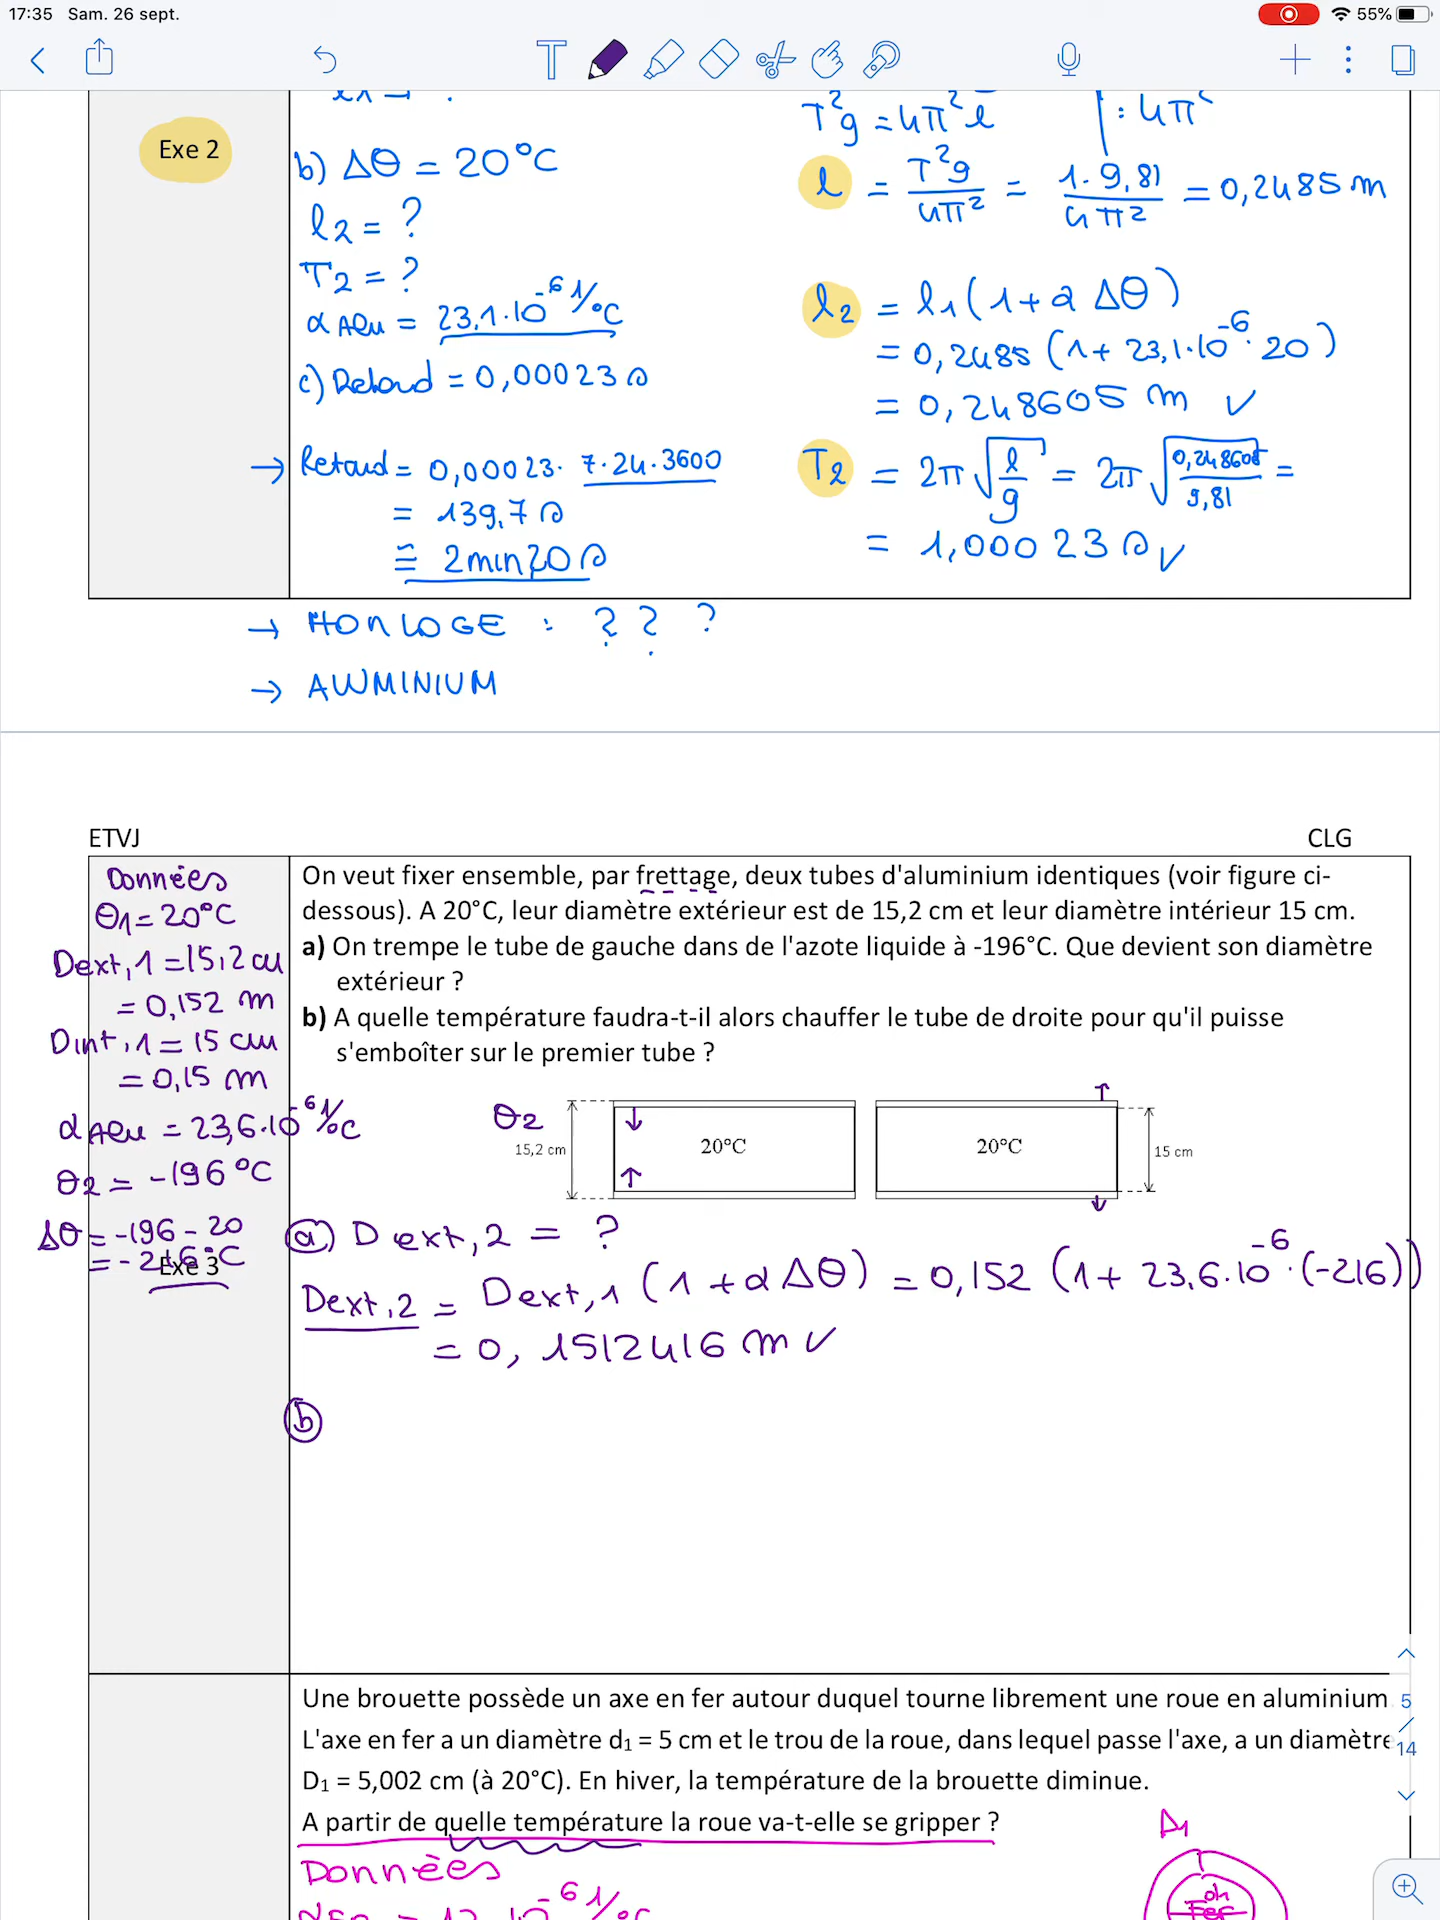 17:35 Sam. 26 sept.
55%
Exe 2
b) Δθ = 20°C
l2 = ?
T2 = ?
αAlu = 23,1·10^-6 1/°C
c) Retard = 0,00023 s
→ Retard = 0,00023· 7·24·3600
= 139,7 s
≅ 2min20 s
T²g = 4π²l | : 4π²
l = T²g/4π² = 1·9,81/4π² = 0,2485 m
l2 = l1 (1+α Δθ)
= 0,2485 (1+ 23,1·10^-6 · 20)
= 0,248605 m ✓
T2 = 2π√(l/g) = 2π√(0,248605/9,81) =
= 1,00023 s ✓
→ HORLOGE : ? ? ?
→ ALUMINIUM
ETVJ
CLG
Données
θ1 = 20°C
Dext,1 = 15,2 cm
= 0,152 m
Dint,1 = 15 cm
= 0,15 m
αAlu = 23,6·10^-6 1/°C
θ2 = -196°C
Δθ = -196 - 20
= -216°C
Exe 3
On veut fixer ensemble, par frettage, deux tubes d'aluminium identiques (voir figure ci-
dessous). A 20°C, leur diamètre extérieur est de 15,2 cm et leur diamètre intérieur 15 cm.
a) On trempe le tube de gauche dans de l'azote liquide à -196°C. Que devient son diamètre
extérieur ?
b) A quelle température faudra-t-il alors chauffer le tube de droite pour qu'il puisse
s'emboîter sur le premier tube ?
θ2
15,2 cm
20°C
20°C
15 cm
a) Dext,2 = ?
Dext,2 = Dext,1 (1+αΔθ) = 0,152 (1+ 23,6·10^-6 · (-216))
= 0,1512416 m ✓
b
Une brouette possède un axe en fer autour duquel tourne librement une roue en aluminium
L'axe en fer a un diamètre d₁ = 5 cm et le trou de la roue, dans lequel passe l'axe, a un diamètre
D₁ = 5,002 cm (à 20°C). En hiver, la température de la brouette diminue.
A partir de quelle température la roue va-t-elle se gripper ?
5
/
14
Données